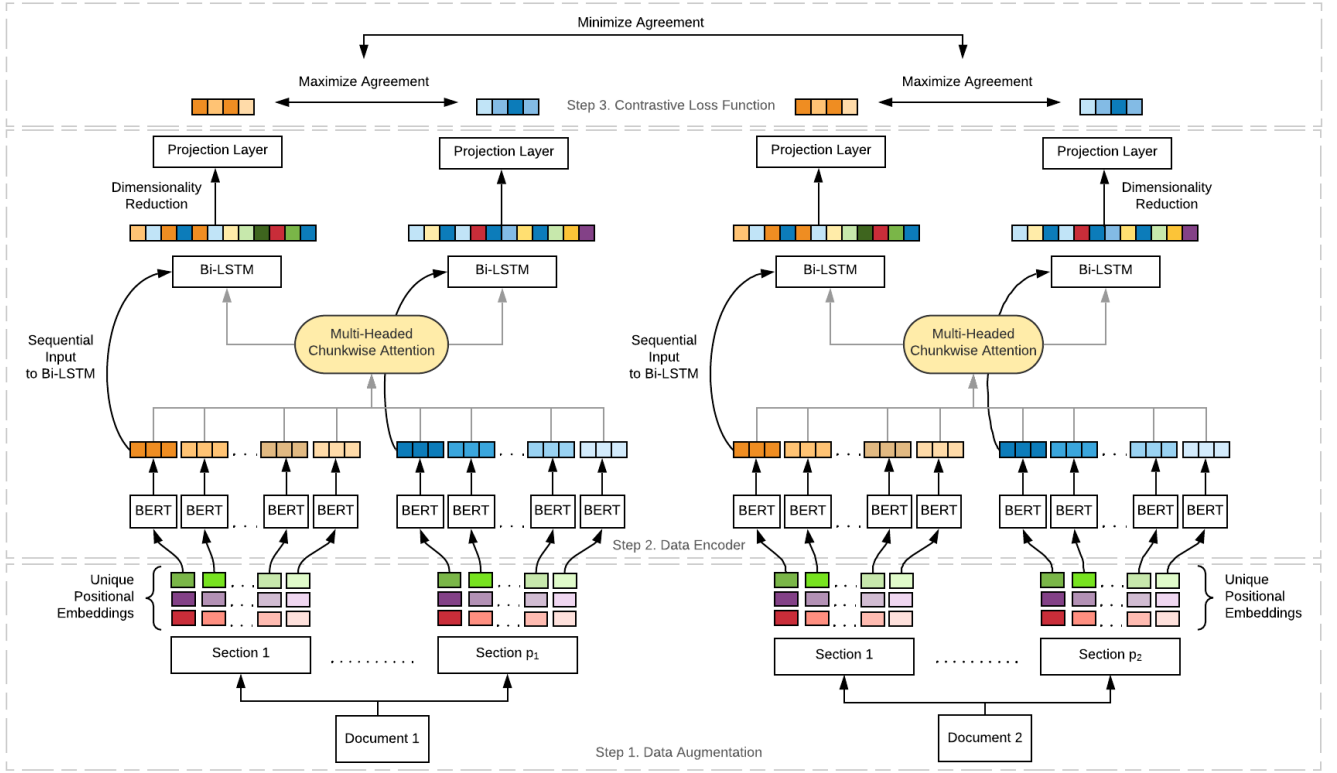 Minimize Agreement
Maximize Agreement
Maximize Agreement
Step 3. Contrastive Loss Function
Projection Layer
Projection Layer
Projection Layer
Projection Layer
Dimensionality
Reduction
Dimensionality
Reduction
Bi-LSTM
Bi-LSTM
Bi-LSTM
Bi-LSTM
Multi-Headed
Chunkwise Attention
Multi-Headed
Chunkwise Attention
Sequential
Input
to Bi-LSTM
Sequential
Input
to Bi-LSTM
BERT BERT . . . BERT BERT
BERT BERT . . . BERT BERT
BERT BERT . . . BERT BERT
BERT BERT . . . BERT BERT
Step 2. Data Encoder
Unique
Positional
Embeddings
Unique
Positional
Embeddings
Section 1 . . . . . . . . . . Section p₁
Section 1 . . . . . . . . . . Section p₂
Document 1
Document 2
Step 1. Data Augmentation